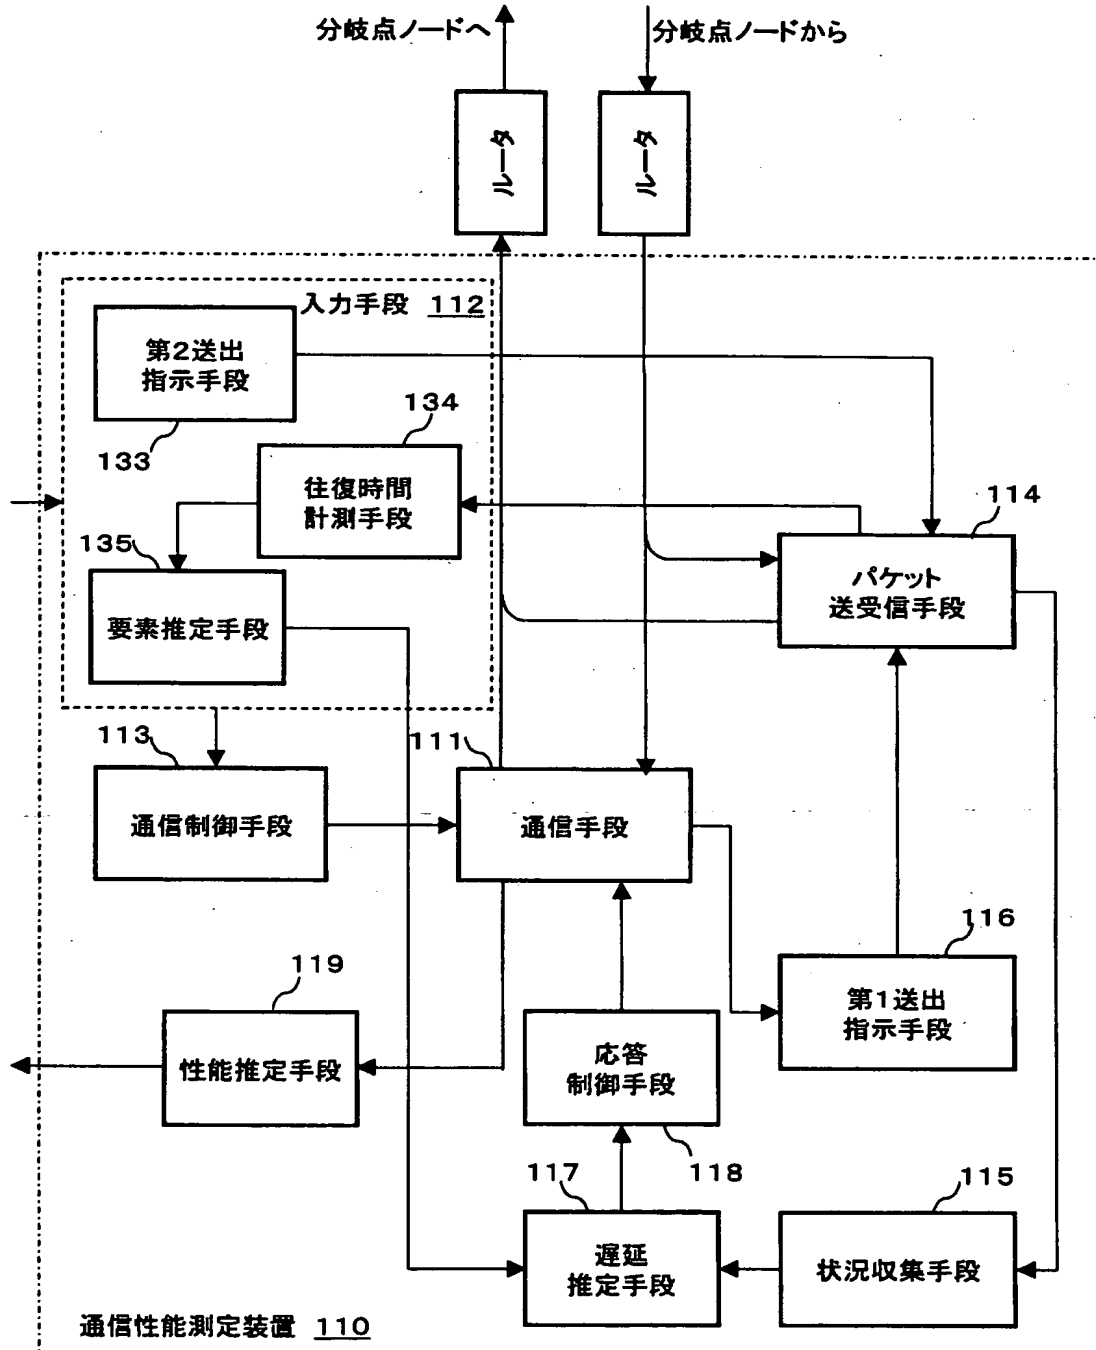 分岐点ノードへ
分岐点ノードから
ルータ
ルータ
入力手段 112
第2送出
指示手段
133
134
往復時間
計測手段
135
要素推定手段
114
パケット
送受信手段
113
通信制御手段
111
通信手段
116
第1送出
指示手段
119
性能推定手段
応答
制御手段
118
117
遅延
推定手段
115
状況収集手段
通信性能測定装置 110